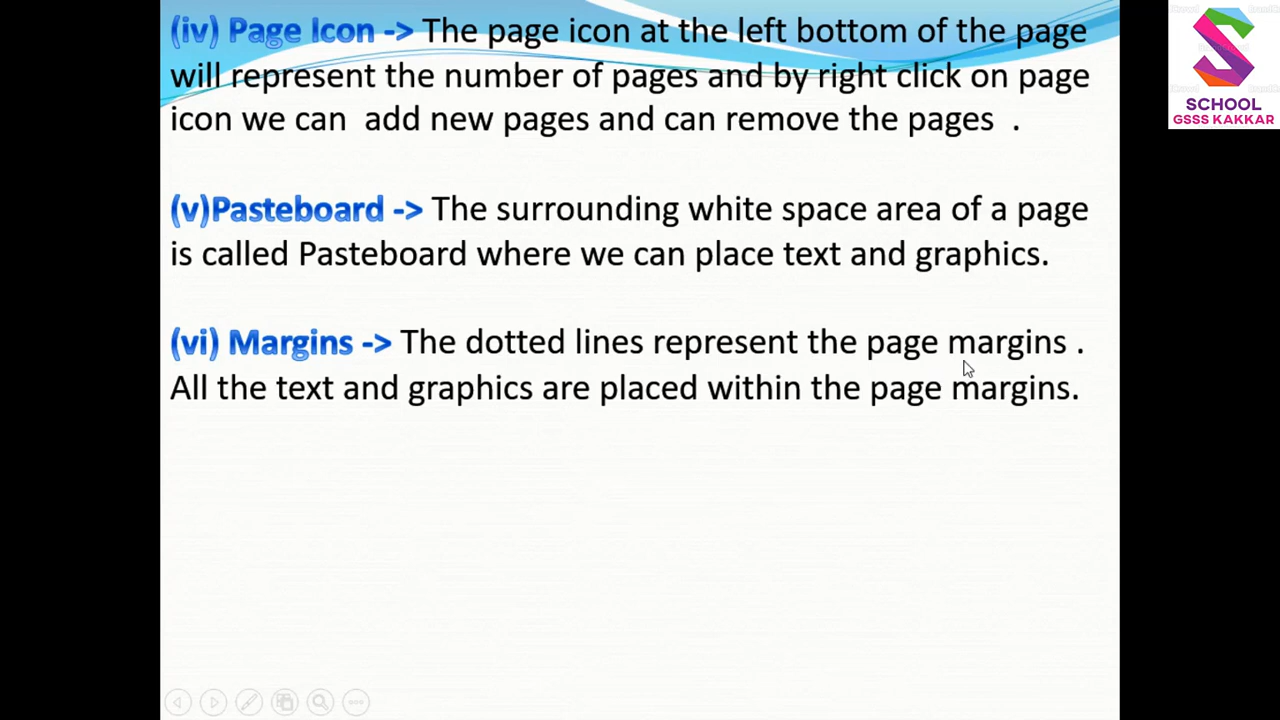 (iv) Page Icon -> The page icon at the left bottom of the page
will represent the number of pages and by right click on page
icon we can add new pages and can remove the pages .
(v)Pasteboard -> The surrounding white space area of a page
is called Pasteboard where we can place text and graphics.
(vi) Margins -> The dotted lines represent the page margins .
All the text and graphics are placed within the page margins.
SCHOOL
GSSS KAKKAR